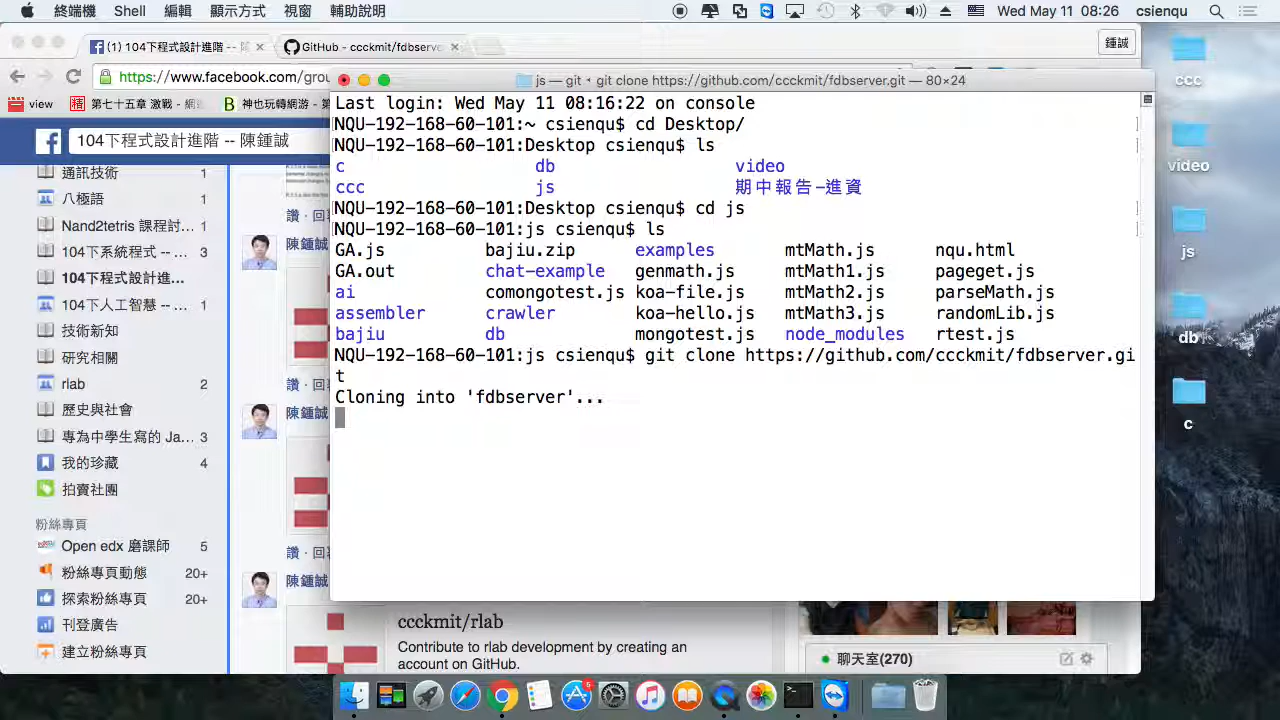 終端機 Shell 編輯 顯示方式 視窗 輔助說明 Wed May 11 08:26 csienqu
(1) 104下程式設計進階 -- 陳
GitHub - ccckmit/fdbserve
鍾誠
https://www.facebook.com/grou
view 第七十五章 激戰 - 網 神也玩轉網游 - 第
104下程式設計進階 -- 陳鍾誠
通訊技術 1
八極語 1
Nand2tetris 課程討... 1
104下系統程式 -- ... 3
104下程式設計進...
104下人工智慧 -- ... 1
技術新知
研究相關
rlab 2
歷史與社會
專為中學生寫的 Ja... 3
我的珍藏 4
拍賣社團
粉絲專頁
Open edx 磨課師 5
粉絲專頁動態 20+
探索粉絲專頁 20+
刊登廣告
建立粉絲專頁
讚 · 回
陳鍾誠
讚 · 回
陳鍾誠
讚 · 回
陳鍾誠
js — git • git clone https://github.com/ccckmit/fdbserver.git — 80×24
Last login: Wed May 11 08:16:22 on console
NQU-192-168-60-101:~ csienqu$ cd Desktop/
NQU-192-168-60-101:Desktop csienqu$ ls
c db video
ccc js 期中報告-進資
NQU-192-168-60-101:Desktop csienqu$ cd js
NQU-192-168-60-101:js csienqu$ ls
GA.js bajiu.zip examples mtMath.js nqu.html
GA.out chat-example genmath.js mtMath1.js pageget.js
ai comongotest.js koa-file.js mtMath2.js parseMath.js
assembler crawler koa-hello.js mtMath3.js randomLib.js
bajiu db mongotest.js node_modules rtest.js
NQU-192-168-60-101:js csienqu$ git clone https://github.com/ccckmit/fdbserver.gi
t
Cloning into 'fdbserver'...
ccckmit/rlab
Contribute to rlab development by creating an
account on GitHub.
聊天室(270)
ccc
video
js
db
c